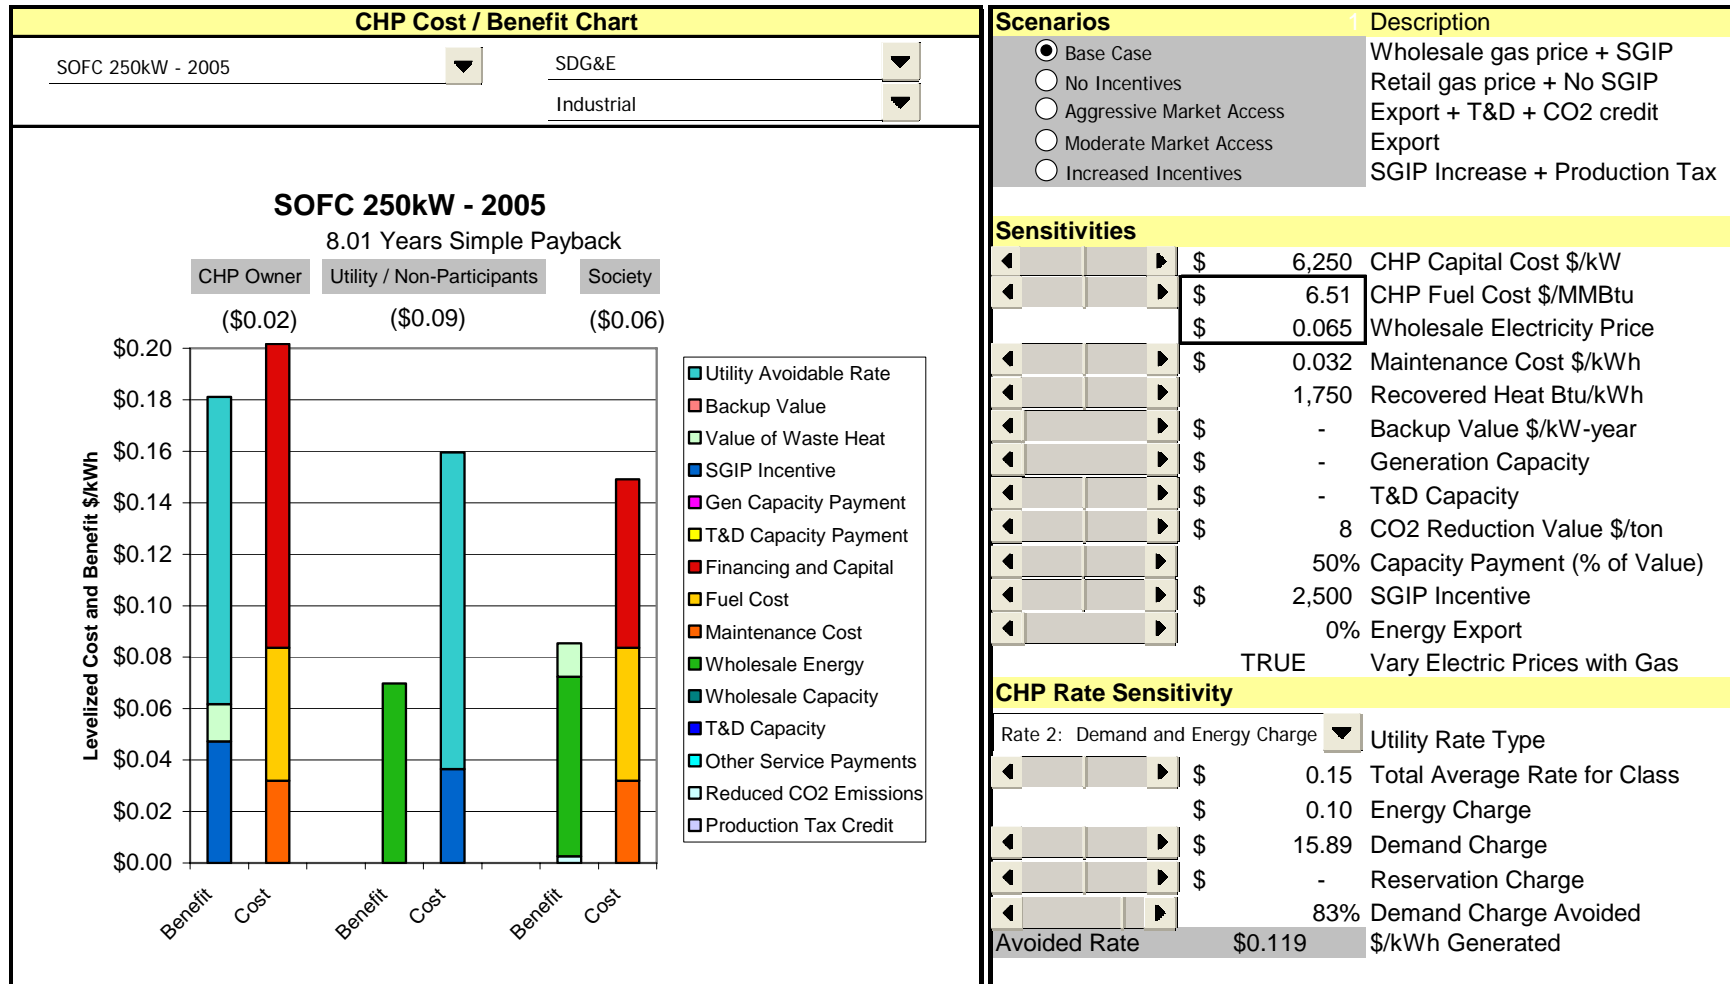 CHP Cost / Benefit Chart
SOFC 250kW - 2005
SDG&E
Industrial
SOFC 250kW - 2005
8.01 Years Simple Payback
CHP Owner Utility / Non-Participants Society
($0.02) ($0.09) ($0.06)
Levelized Cost and Benefit $/kWh
$0.20
$0.18
$0.16
$0.14
$0.12
$0.10
$0.08
$0.06
$0.04
$0.02
$0.00
Benefit Cost Benefit Cost Benefit Cost
Utility Avoidable Rate
Backup Value
Value of Waste Heat
SGIP Incentive
Gen Capacity Payment
T&D Capacity Payment
Financing and Capital
Fuel Cost
Maintenance Cost
Wholesale Energy
Wholesale Capacity
T&D Capacity
Other Service Payments
Reduced CO2 Emissions
Production Tax Credit
Scenarios 1 Description
Base Case Wholesale gas price + SGIP
No Incentives Retail gas price + No SGIP
Aggressive Market Access Export + T&D + CO2 credit
Moderate Market Access Export
Increased Incentives SGIP Increase + Production Tax
Sensitivities
$ 6,250 CHP Capital Cost $/kW
$ 6.51 CHP Fuel Cost $/MMBtu
$ 0.065 Wholesale Electricity Price
$ 0.032 Maintenance Cost $/kWh
1,750 Recovered Heat Btu/kWh
$ - Backup Value $/kW-year
$ - Generation Capacity
$ - T&D Capacity
$ 8 CO2 Reduction Value $/ton
50% Capacity Payment (% of Value)
$ 2,500 SGIP Incentive
0% Energy Export
TRUE Vary Electric Prices with Gas
CHP Rate Sensitivity
Rate 2: Demand and Energy Charge Utility Rate Type
$ 0.15 Total Average Rate for Class
$ 0.10 Energy Charge
$ 15.89 Demand Charge
$ - Reservation Charge
83% Demand Charge Avoided
Avoided Rate $0.119 $/kWh Generated